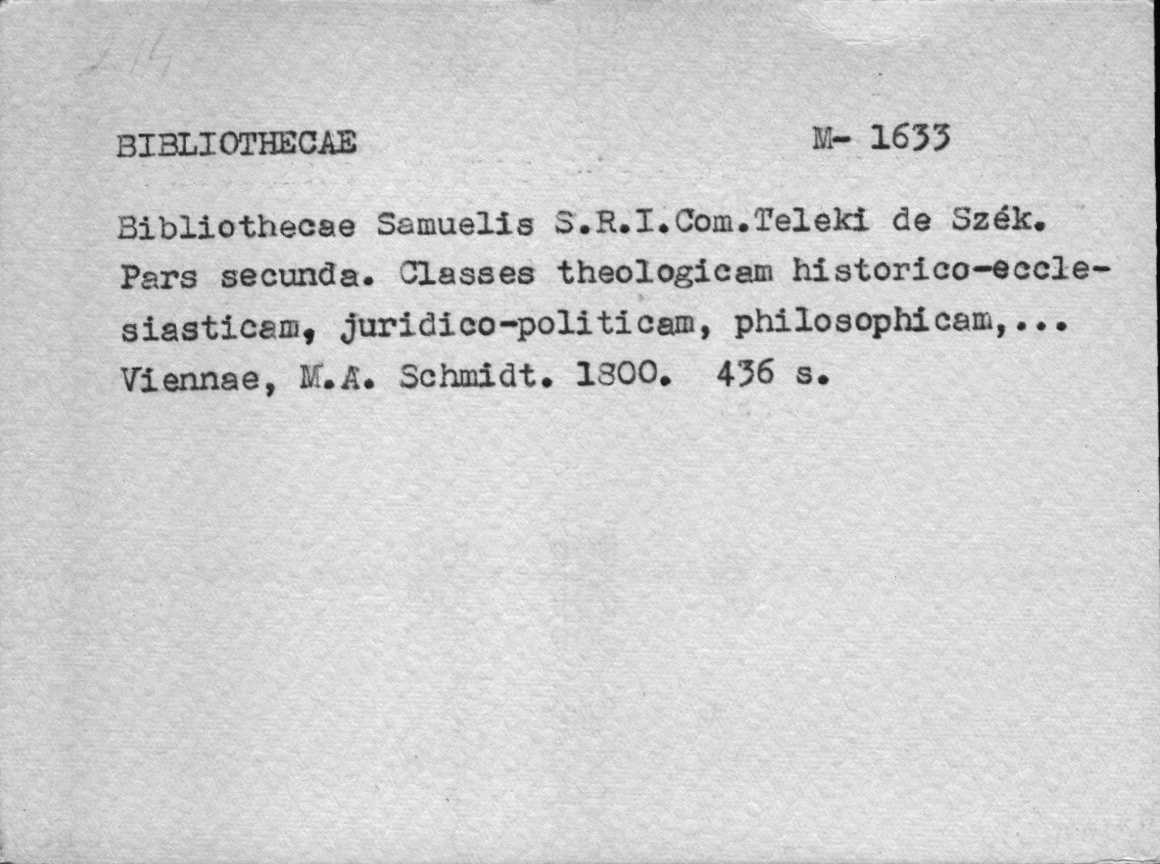 BIBLIOTHECAE M- 1633
Bibliothecae Samuelis S.R.I.Com.Teleki de Szék.
Pars secunda. Classes theologicam historico-eccle-
siasticam, juridico-politicam, philosophicam,...
Viennae, M.A. Schmidt. 1800. 436 s.